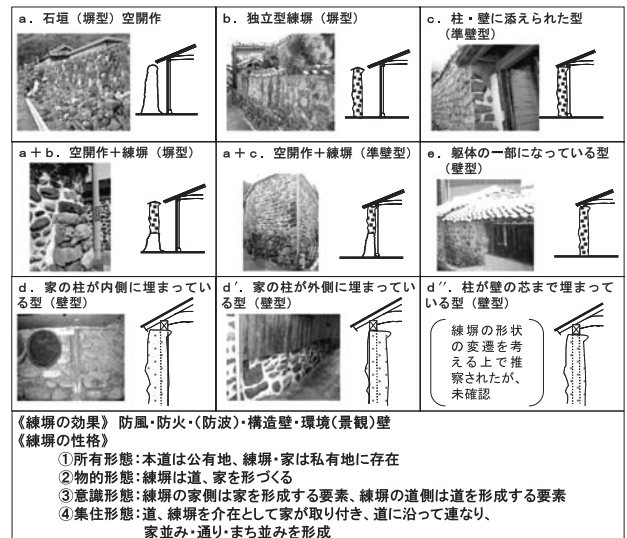 a．石垣（塀型）空開作
b．独立型練塀（塀型）
c．柱・壁に添えられた型
（準壁型）
a＋b．空開作＋練塀（塀型）
a＋c．空開作＋練塀（準壁型）
e．躯体の一部になっている型
（壁型）
d．家の柱が内側に埋まってい
る型（壁型）
d′．家の柱が外側に埋まってい
る型（壁型）
d″．柱が壁の芯まで埋まって
いる型（壁型）
練塀の形状
の変遷を考
える上で推
察されたが、
未確認
《練塀の効果》 防風・防火・（防波）・構造壁・環境（景観）壁
《練塀の性格》
①所有形態：本道は公有地、練塀・家は私有地に存在
②物的形態：練塀は道、家を形づくる
③意識形態：練塀の家側は家を形成する要素、練塀の道側は道を形成する要素
④集住形態：道、練塀を介在として家が取り付き、道に沿って連なり、
家並み・通り・まち並みを形成